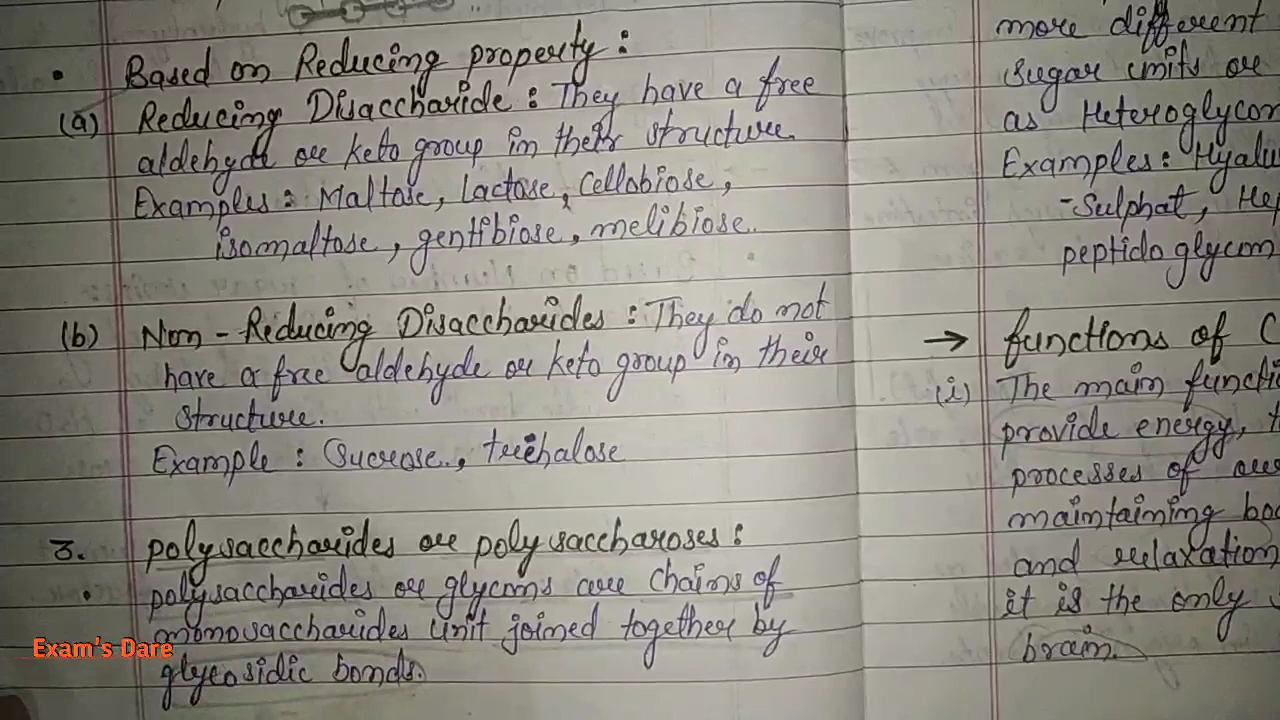 • Based on Reducing property:
(a) Reducing Disaccharide: They have a free
aldehyde or keto group in their structure.
Examples: Maltose, Lactose, Cellobiose,
isomaltose, gentibiose, melibiose.
(b) Non-Reducing Disaccharides: They do not
have a free aldehyde or keto group in their
structure.
Example: Sucrose, trehalose
3. polysaccharides or polysaccharoses:
• polysaccharides or glycans are chains of
monosaccharides unit joined together by
glycosidic bonds.
Exam's Dare
more different
Sugar units are
as Heteroglycan
Examples: Hyalu
-Sulphat, Hep
peptidoglycan
→ functions of C
(i) The main functi
provide energy, t
processes of our
maintaining bod
and relaxation
it is the only
brain.